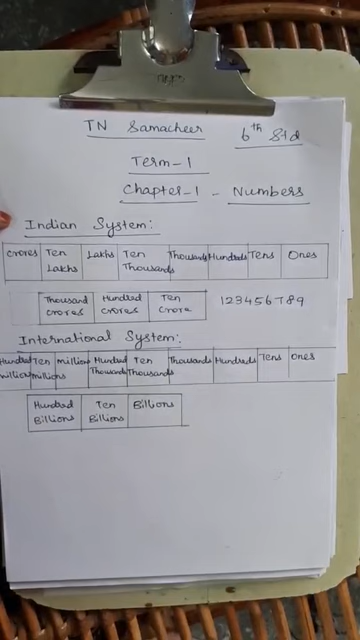 TN Samacheer 6th Std
Term-1
Chapter-1 - Numbers
Indian System:
Crores Ten Lakhs Lakhs Ten Thousands Thousands Hundreds Tens Ones
Thousand Crores Hundred Crores Ten Crore 123456789
International System:
Hundred millions Ten millions million Hundred Thousands Ten Thousands Thousands Hundreds Tens Ones
Hundred Billions Ten Billions Billions